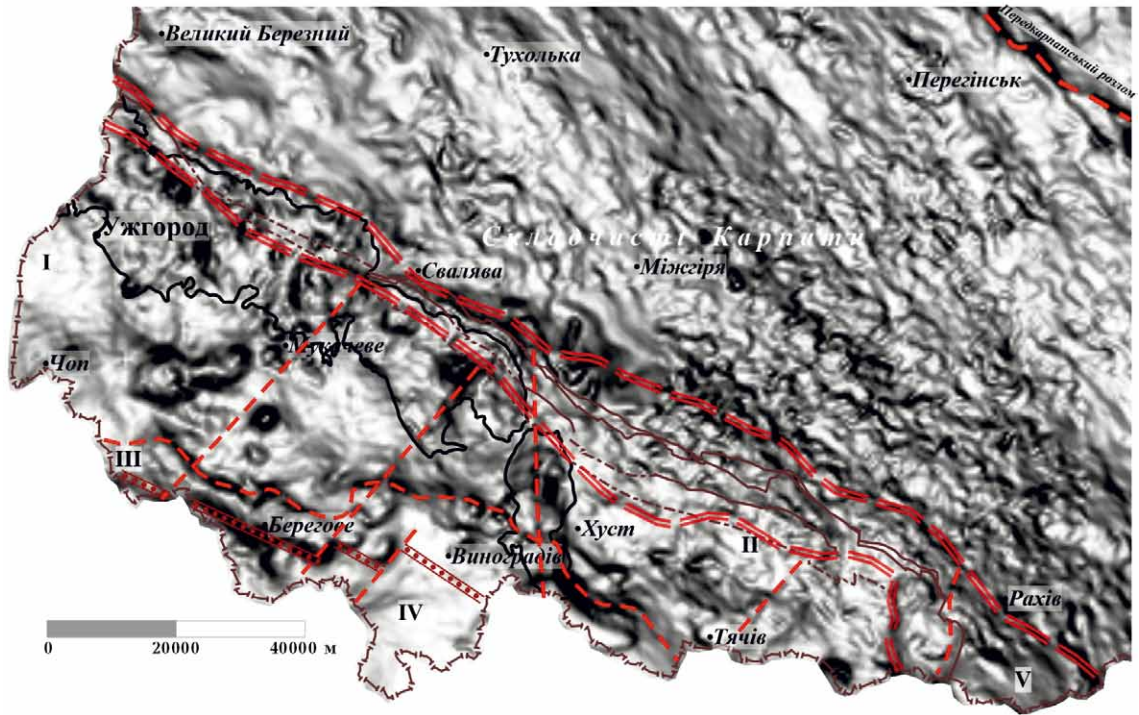 Великий Березний
Тухолька
Передкарпатський розлом
Перегінськ
Ужгород
Складчасті Карпати
I
Свалява
Міжгіря
Чоп
Мукачеве
III
Берегове
Хуст
Виноградів
II
IV
Рахів
Тячів
V
0 20000 40000 м